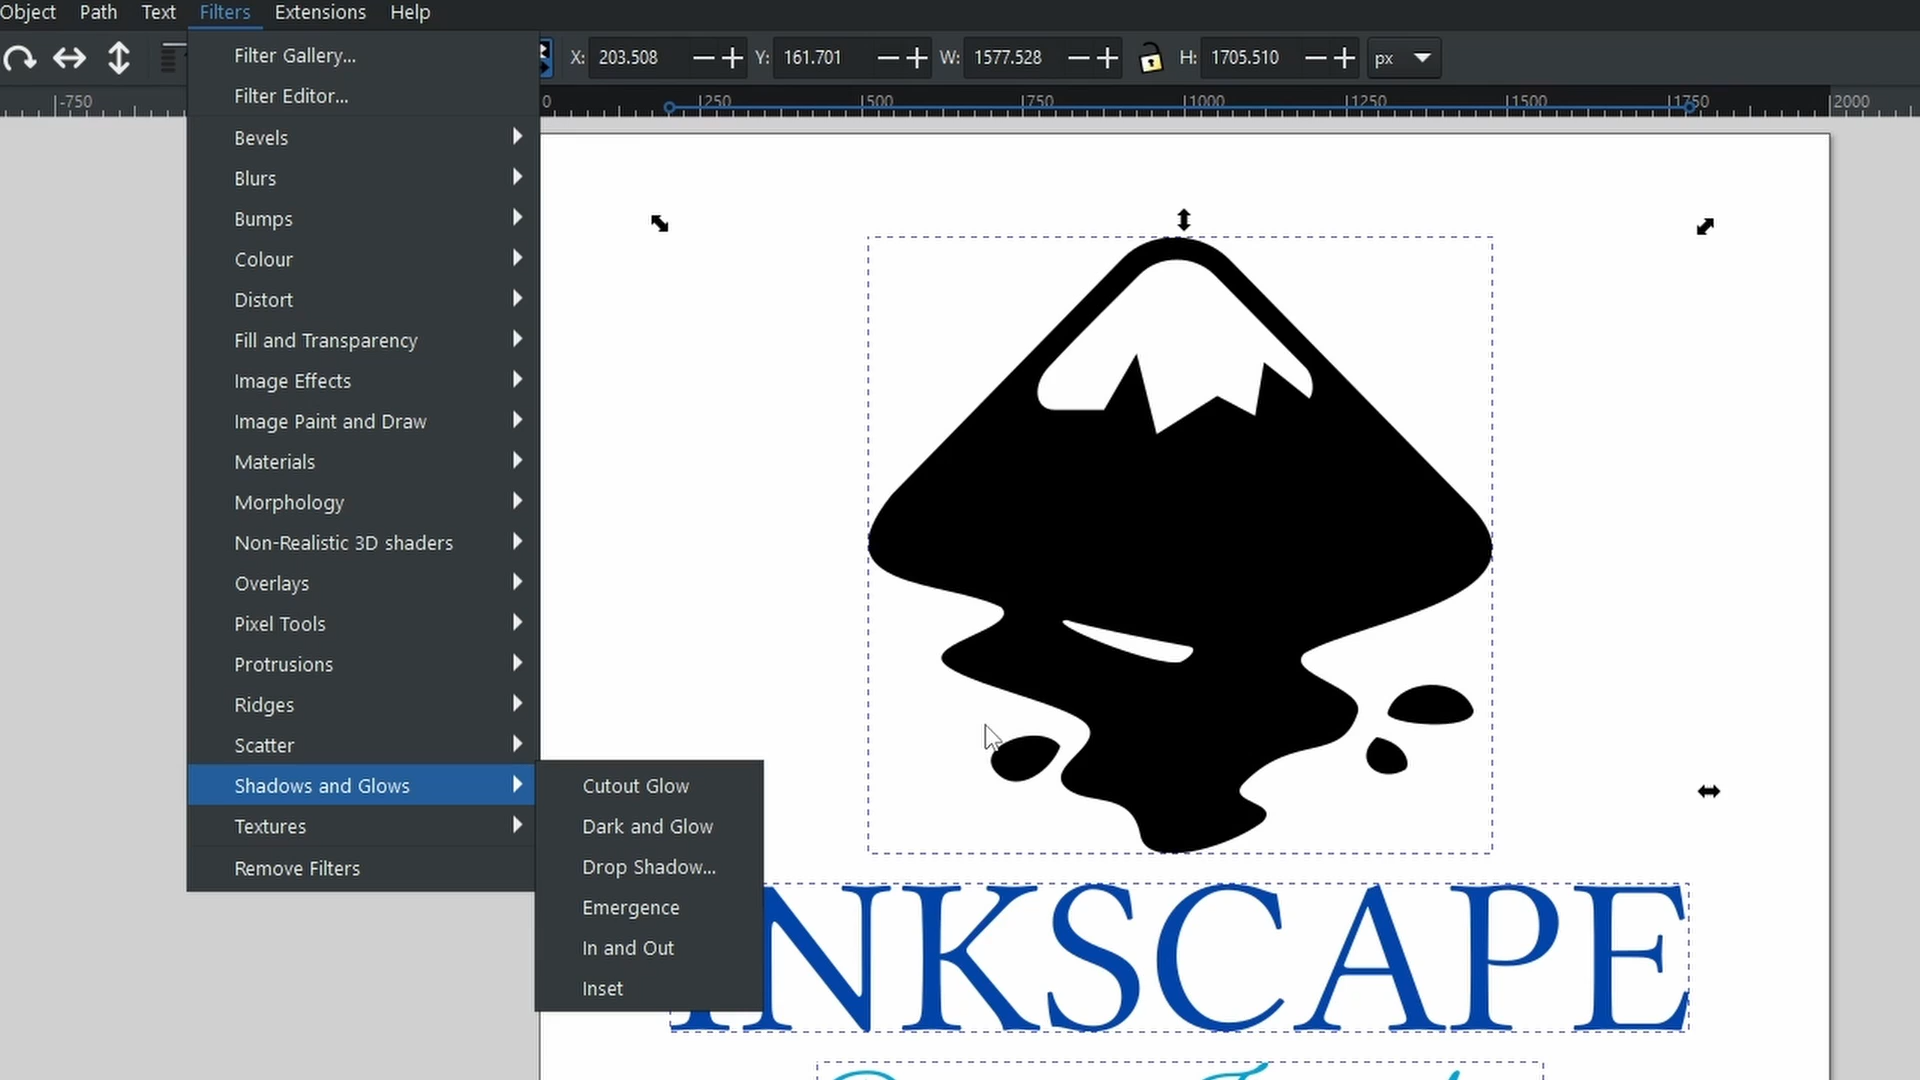 Object Path Text Filters Extensions Help
X: 203.508 Y: 161.701 W: 1577.528 H: 1705.510 px
-750 0 250 500 750 1000 1250 1500 1750 2000
Filter Gallery...
Filter Editor...
Bevels
Blurs
Bumps
Colour
Distort
Fill and Transparency
Image Effects
Image Paint and Draw
Materials
Morphology
Non-Realistic 3D shaders
Overlays
Pixel Tools
Protrusions
Ridges
Scatter
Shadows and Glows
Textures
Remove Filters
Cutout Glow
Dark and Glow
Drop Shadow...
Emergence
In and Out
Inset
INKSCAPE